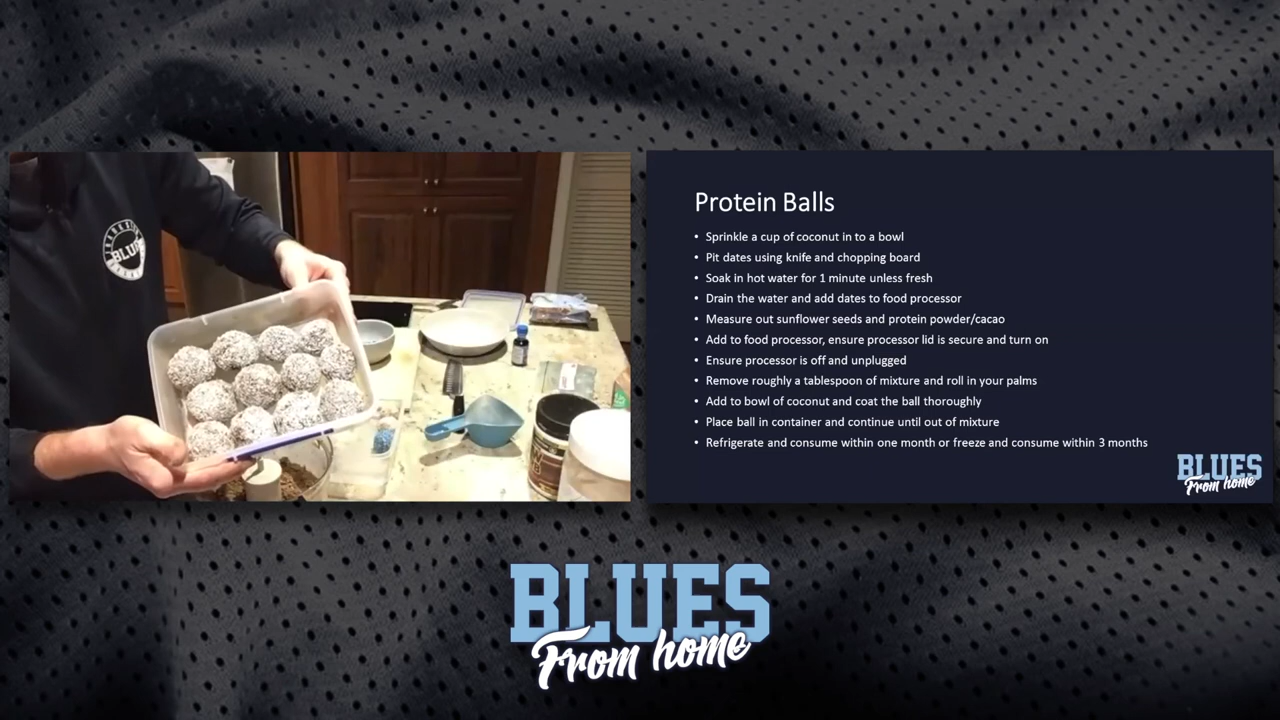 BLUES
Protein Balls
• Sprinkle a cup of coconut in to a bowl
• Pit dates using knife and chopping board
• Soak in hot water for 1 minute unless fresh
• Drain the water and add dates to food processor
• Measure out sunflower seeds and protein powder/cacao
• Add to food processor, ensure processor lid is secure and turn on
• Ensure processor is off and unplugged
• Remove roughly a tablespoon of mixture and roll in your palms
• Add to bowl of coconut and coat the ball thoroughly
• Place ball in container and continue until out of mixture
• Refrigerate and consume within one month or freeze and consume within 3 months
BLUES
From home
BLUES
From home